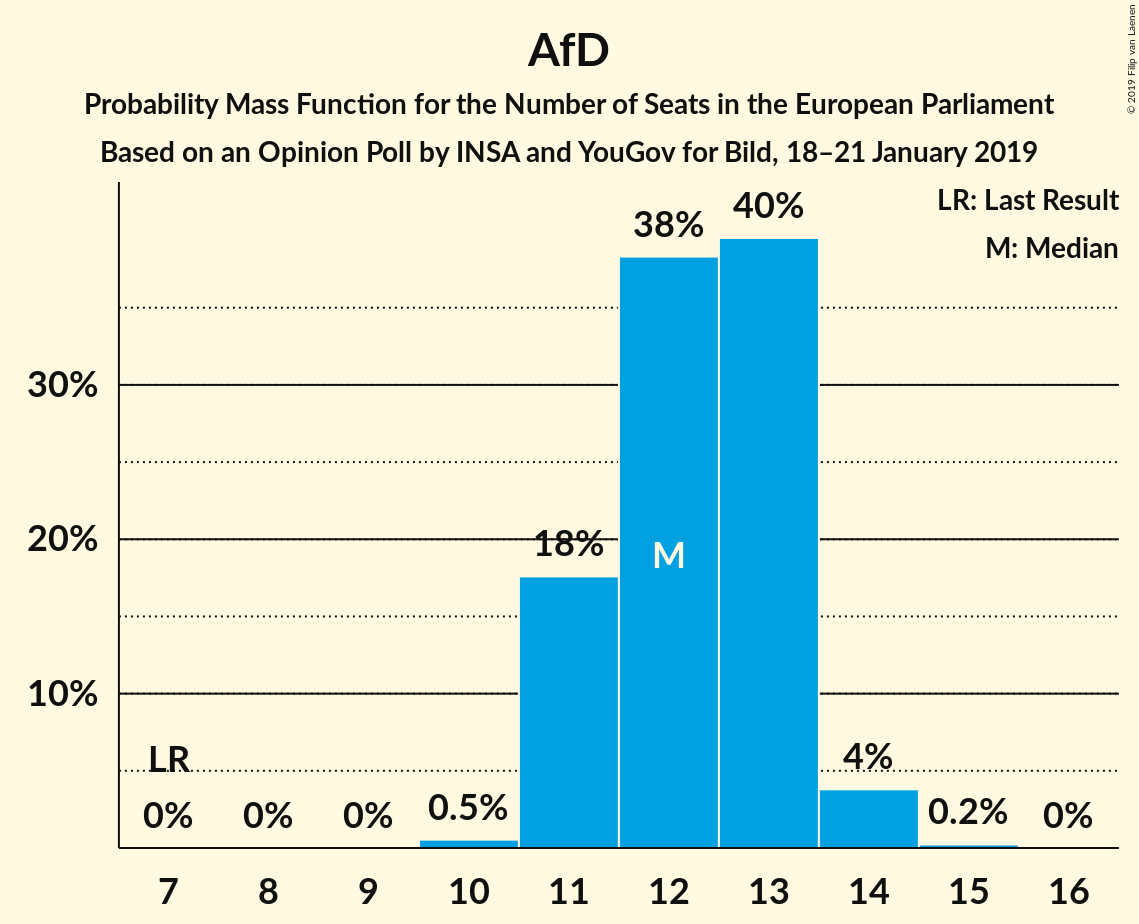 AfD
Probability Mass Function for the Number of Seats in the European Parliament
Based on an Opinion Poll by INSA and YouGov for Bild, 18–21 January 2019
© 2019 Filip van Laenen
LR: Last Result
M: Median
30%
20%
10%
LR
0%
0%
0%
0.5%
18%
38%
M
40%
4%
0.2%
0%
7 8 9 10 11 12 13 14 15 16